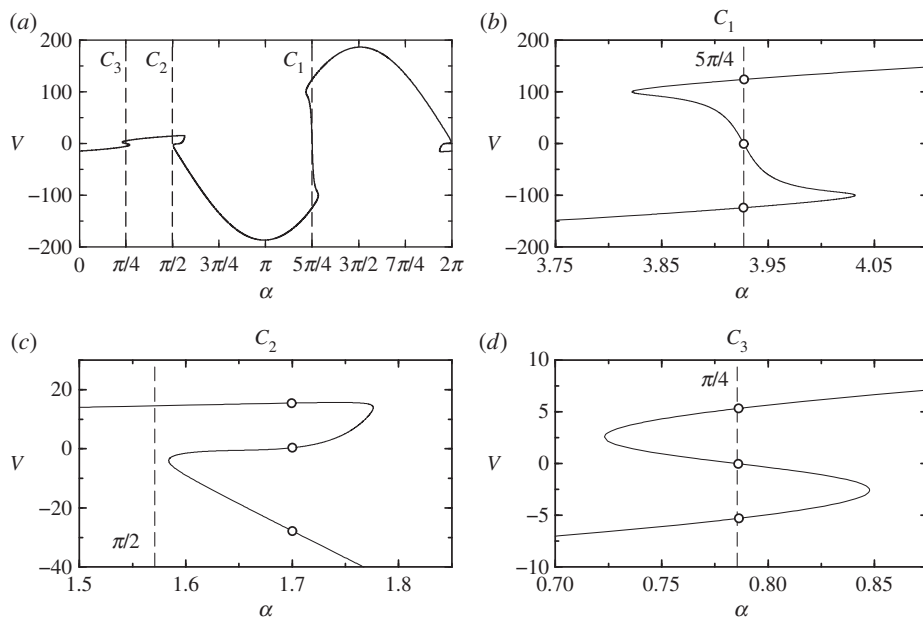 (a)
C3 C2 C1
200
100
V 0
−100
−200
0 π/4 π/2 3π/4 π 5π/4 3π/2 7π/4 2π
α
(b) C1
5π/4
200
100
V 0
−100
−200
3.75 3.85 3.95 4.05
α
(c) C2
20
V 0
−20
π/2
−40
1.5 1.6 1.7 1.8
α
(d) C3
π/4
10
5
V 0
−5
−10
0.70 0.75 0.80 0.85
α